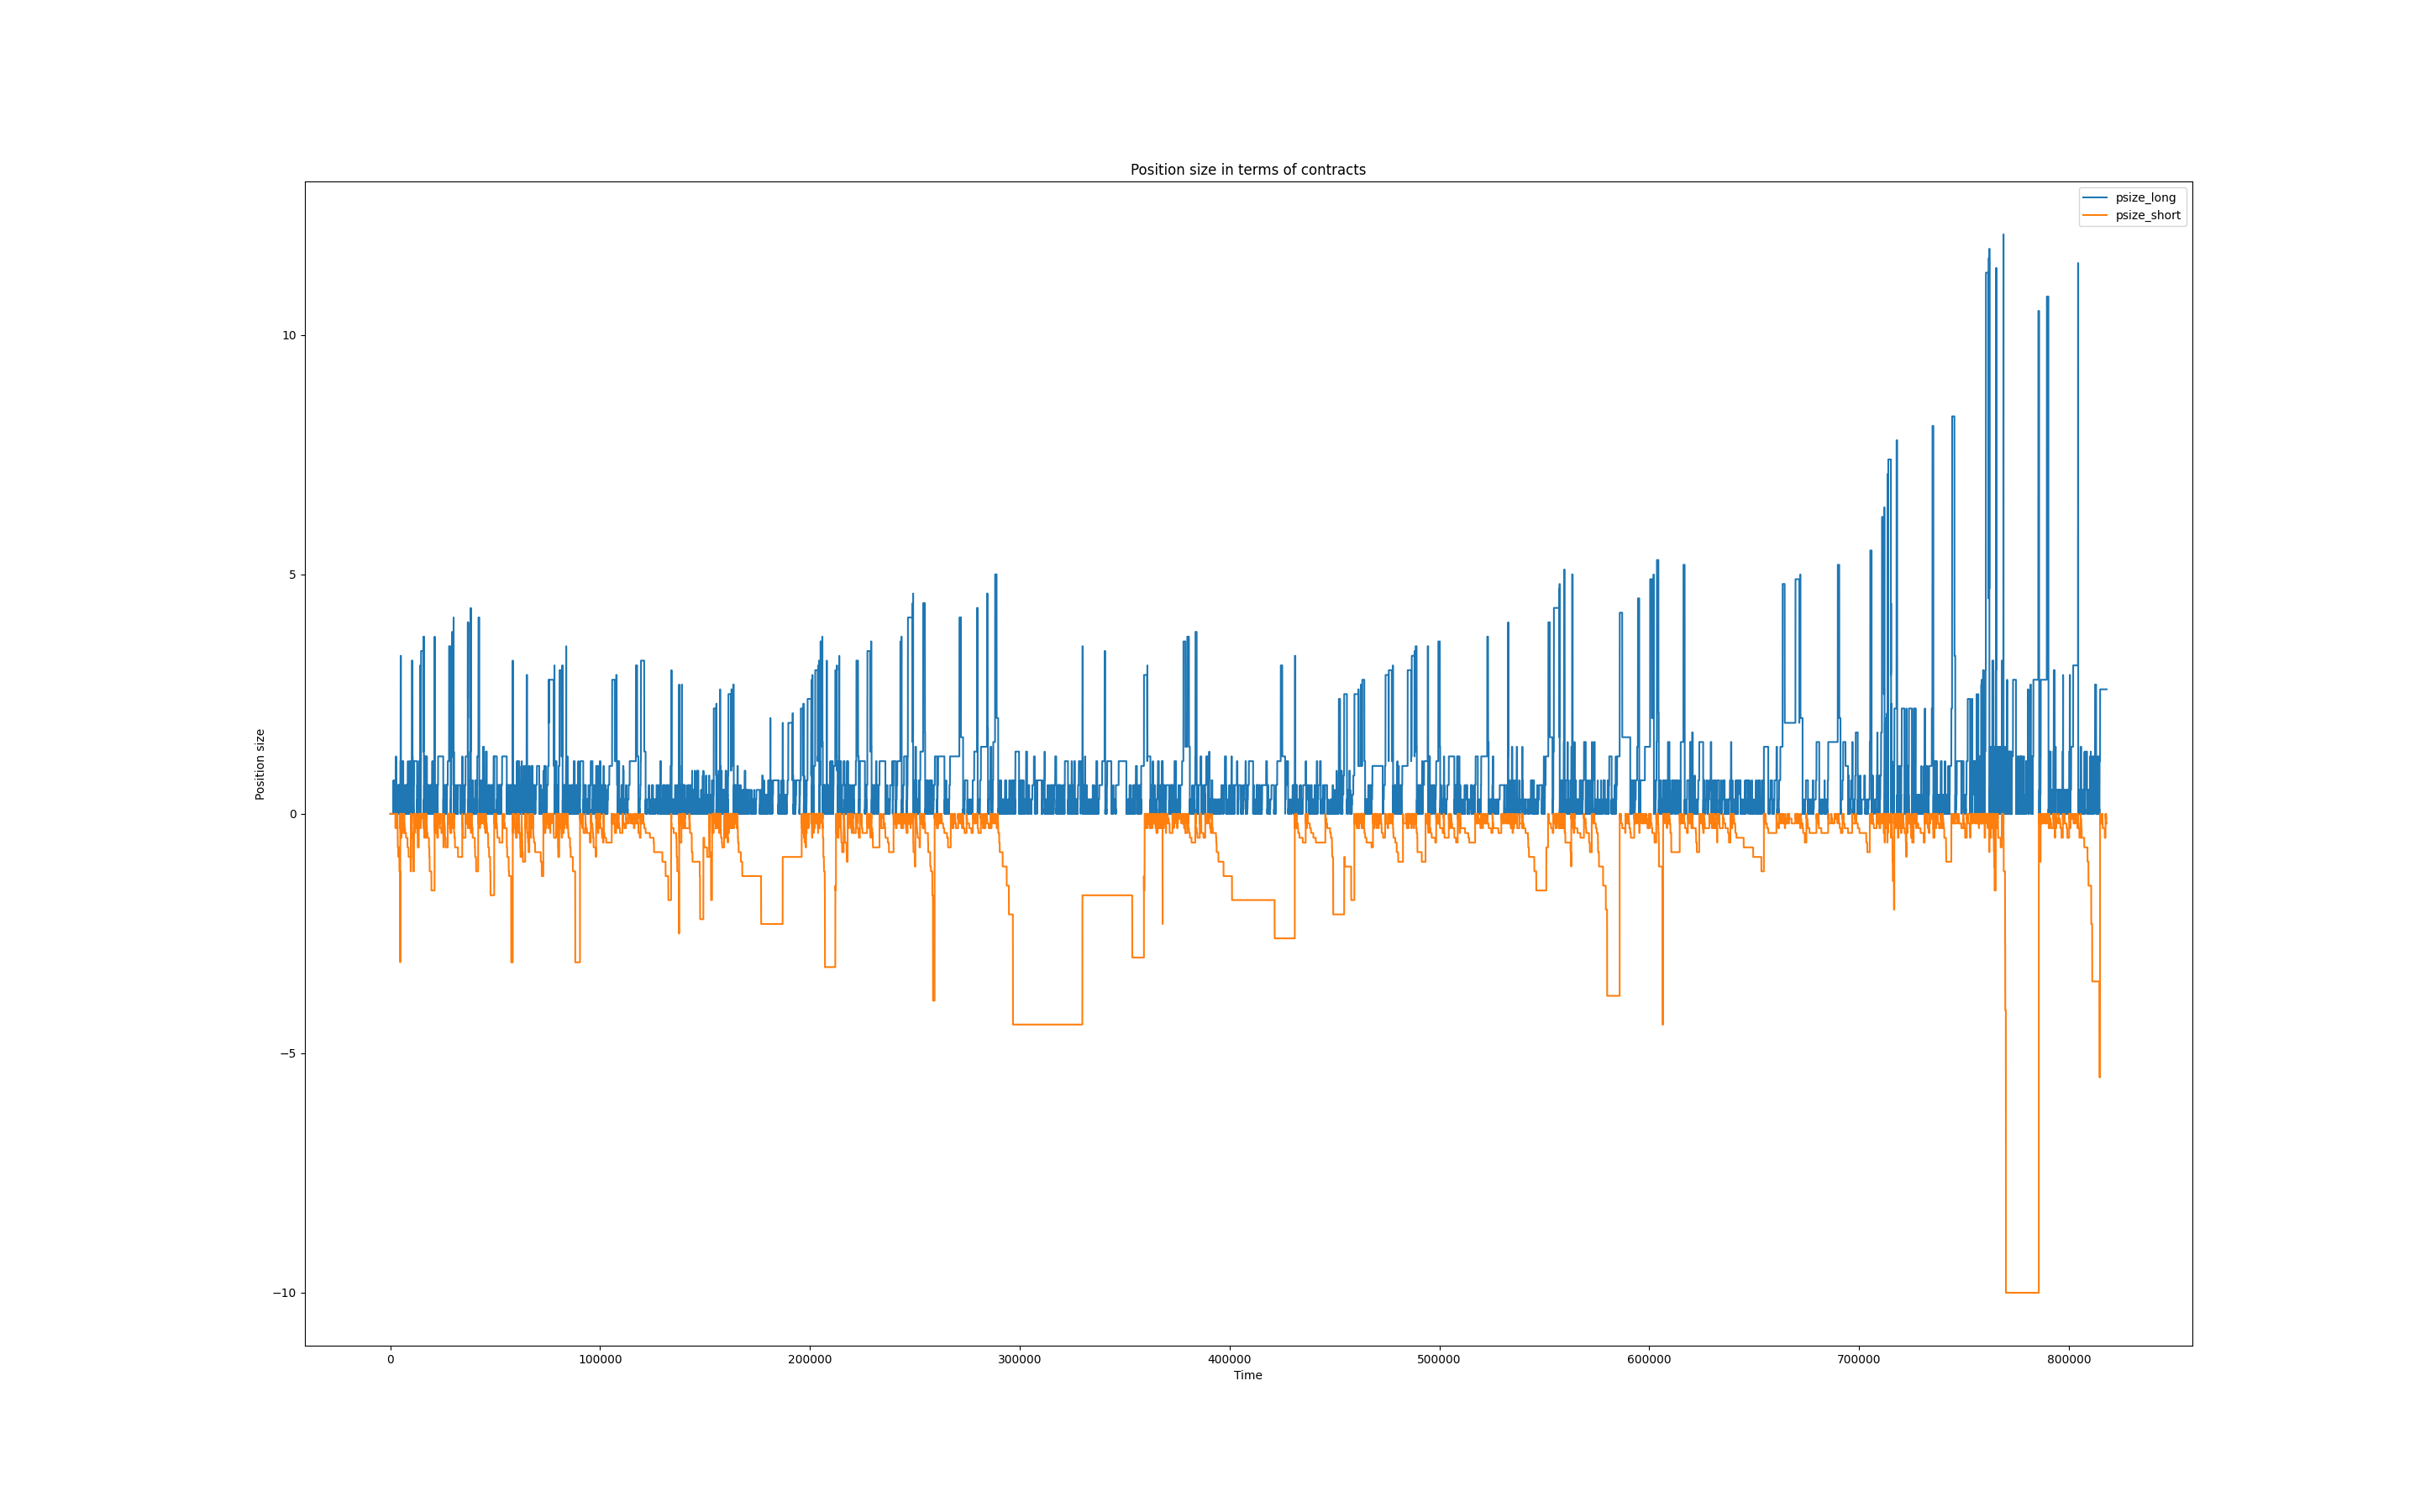 Position size in terms of contracts
psize_long
psize_short
10
5
0
−5
−10
Position size
0
100000
200000
300000
400000
500000
600000
700000
800000
Time